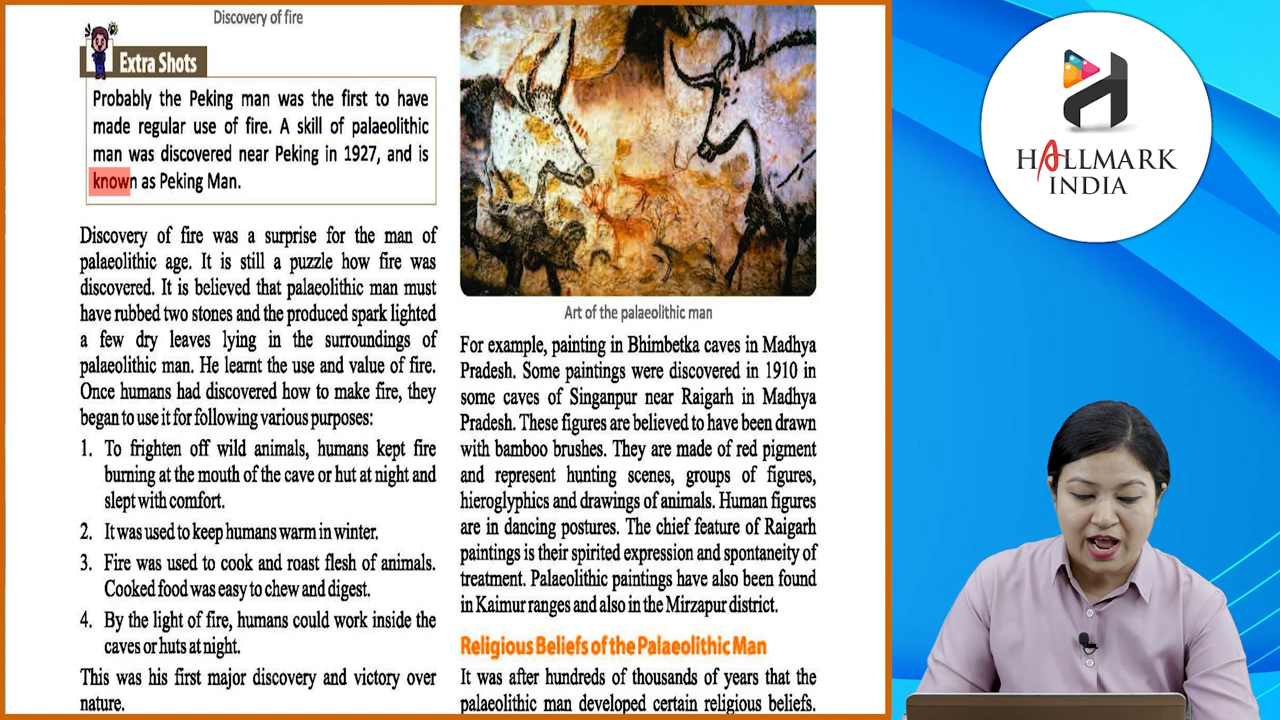 Discovery of fire
Extra Shots
Probably the Peking man was the first to have
made regular use of fire. A skill of palaeolithic
man was discovered near Peking in 1927, and is
known as Peking Man.
Discovery of fire was a surprise for the man of
palaeolithic age. It is still a puzzle how fire was
discovered. It is believed that palaeolithic man must
have rubbed two stones and the produced spark lighted
a few dry leaves lying in the surroundings of
palaeolithic man. He learnt the use and value of fire.
Once humans had discovered how to make fire, they
began to use it for following various purposes:
1. To frighten off wild animals, humans kept fire
burning at the mouth of the cave or hut at night and
slept with comfort.
2. It was used to keep humans warm in winter.
3. Fire was used to cook and roast flesh of animals.
Cooked food was easy to chew and digest.
4. By the light of fire, humans could work inside the
caves or huts at night.
This was his first major discovery and victory over
nature.
Art of the palaeolithic man
For example, painting in Bhimbetka caves in Madhya
Pradesh. Some paintings were discovered in 1910 in
some caves of Singanpur near Raigarh in Madhya
Pradesh. These figures are believed to have been drawn
with bamboo brushes. They are made of red pigment
and represent hunting scenes, groups of figures,
hieroglyphics and drawings of animals. Human figures
are in dancing postures. The chief feature of Raigarh
paintings is their spirited expression and spontaneity of
treatment. Palaeolithic paintings have also been found
in Kaimur ranges and also in the Mirzapur district.
Religious Beliefs of the Palaeolithic Man
It was after hundreds of thousands of years that the
palaeolithic man developed certain religious beliefs.
HALLMARK
INDIA